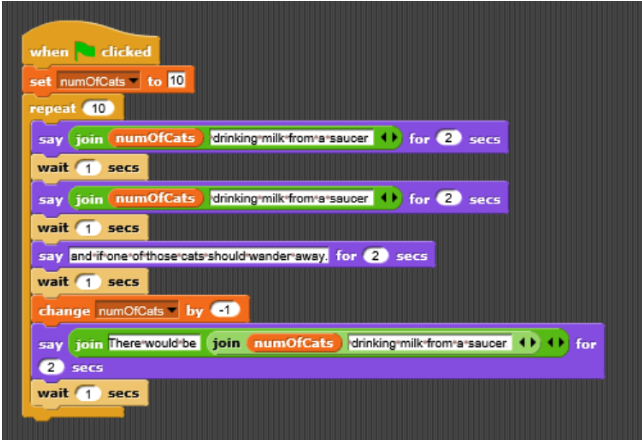 when clicked
set numOfCats to 10
repeat 10
say join numOfCats drinking milk from a saucer for 2 secs
wait 1 secs
say join numOfCats drinking milk from a saucer for 2 secs
wait 1 secs
say and if one of those cats should wander away, for 2 secs
wait 1 secs
change numOfCats by -1
say join There would be join numOfCats drinking milk from a saucer for
2 secs
wait 1 secs